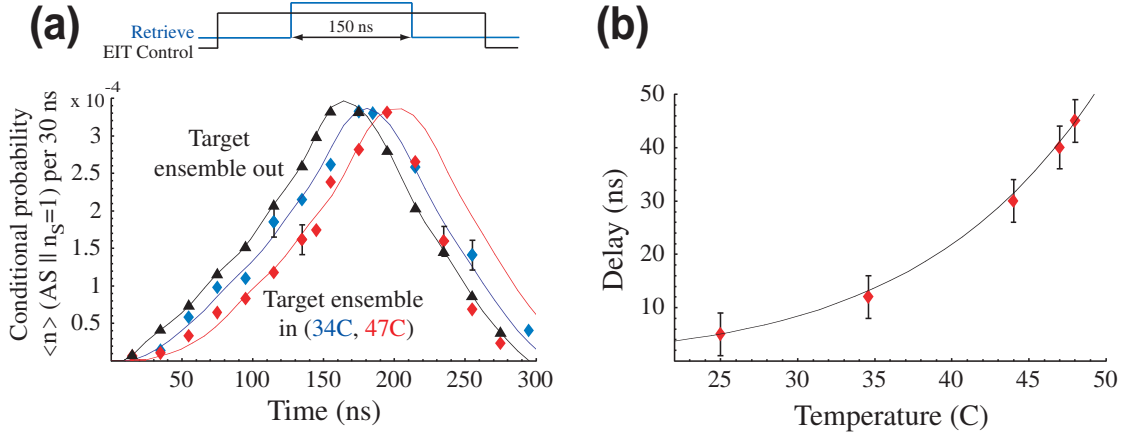 (a)
Retrieve
EIT Control
150 ns
x 10⁻⁴
Conditional probability
<n> (AS || n_S=1) per 30 ns
3
2.5
2
1.5
1
0.5
Target
ensemble out
Target ensemble
in (34C, 47C)
50
100
150
200
250
300
Time (ns)
(b)
Delay (ns)
50
40
30
20
10
25
30
35
40
45
50
Temperature (C)